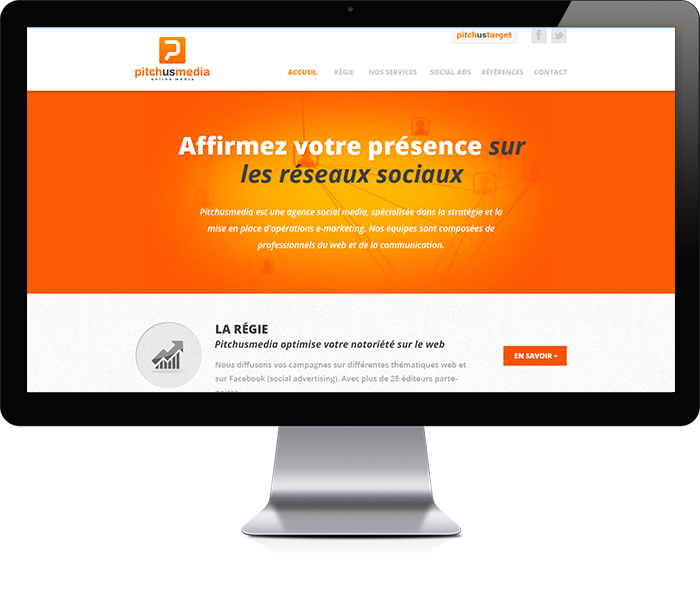 pitchustarget
pitchusmedia
online media
ACCUEIL RÉGIE NOS SERVICES SOCIAL ADS RÉFÉRENCES CONTACT
Affirmez votre présence sur
les réseaux sociaux
Pitchusmedia est une agence social media, spécialisée dans la stratégie et la
mise en place d'opérations e-marketing. Nos équipes sont composées de
professionnels du web et de la communication.
LA RÉGIE
Pitchusmedia optimise votre notoriété sur le web
Nous diffusons vos campagnes sur différentes thématiques web et
sur Facebook (social advertising). Avec plus de 25 éditeurs parte-
EN SAVOIR +